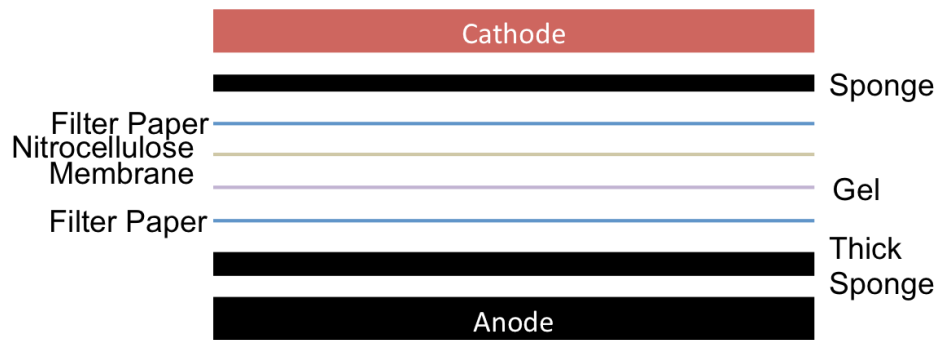 Cathode
Sponge
Filter Paper
Nitrocellulose
Membrane
Gel
Filter Paper
Thick
Sponge
Anode